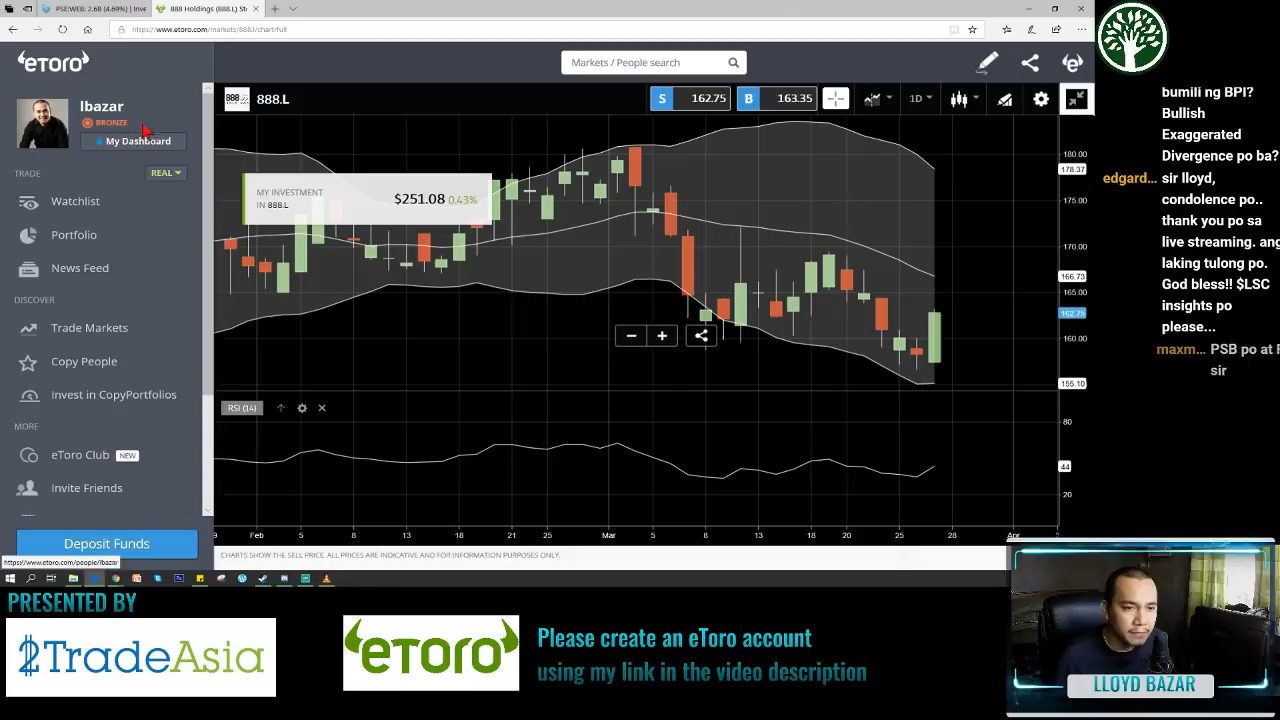 PSE:WEB: 2.68 (4.69%) | Inve
888 Holdings (888.L) St
https://www.etoro.com/markets/888.l/chart/full
eToro
Markets / People search
lbazar
BRONZE
My Dashboard
TRADE
REAL
Watchlist
Portfolio
News Feed
DISCOVER
Trade Markets
Copy People
Invest in CopyPortfolios
MORE
eToro Club NEW
Invite Friends
Deposit Funds
https://www.etoro.com/people/lbazar
888
888.L
S 162.75
B 163.35
1D
MY INVESTMENT
IN 888.L
$251.08 0.43%
180.00
178.37
175.00
170.00
166.73
165.00
162.75
160.00
155.10
RSI (14)
80
44
20
9 Feb 5 8 13 18 21 25 Mar 5 8 13 18 20 25 28 Apr
CHARTS SHOW THE SELL PRICE. ALL PRICES ARE INDICATIVE AND FOR INFORMATION PURPOSES ONLY.
bumili ng BPI?
Bullish
Exaggerated
Divergence po ba?
edgard... sir lloyd,
condolence po..
thank you po sa
live streaming. ang
laking tulong po.
God bless!! $LSC
insights po
please...
maxm... PSB po at F
sir
PRESENTED BY
2TradeAsia
eToro
Please create an eToro account
using my link in the video description
LLOYD BAZAR